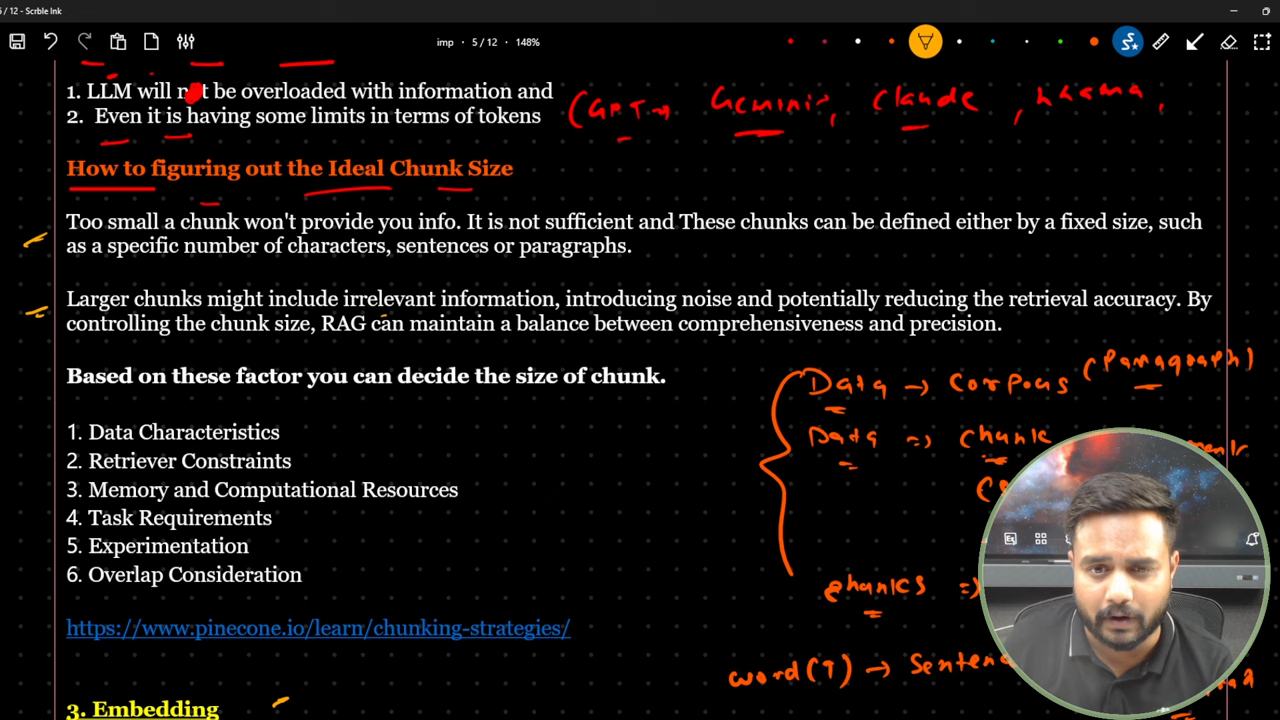 5 / 12 - Scrble Ink
imp • 5 / 12 • 148%
1. LLM will not be overloaded with information and
2. Even it is having some limits in terms of tokens
(GPT, Gemini, Claude, Llama,
How to figuring out the Ideal Chunk Size
Too small a chunk won't provide you info. It is not sufficient and These chunks can be defined either by a fixed size, such
as a specific number of characters, sentences or paragraphs.
Larger chunks might include irrelevant information, introducing noise and potentially reducing the retrieval accuracy. By
controlling the chunk size, RAG can maintain a balance between comprehensiveness and precision.
Based on these factor you can decide the size of chunk.
Data → Corpous (Paragraph)
1. Data Characteristics
Data ⇒ Chunk
2. Retriever Constraints
3. Memory and Computational Resources
4. Task Requirements
5. Experimentation
6. Overlap Consideration
chunks ⇒
https://www.pinecone.io/learn/chunking-strategies/
word(9) →
3. Embedding